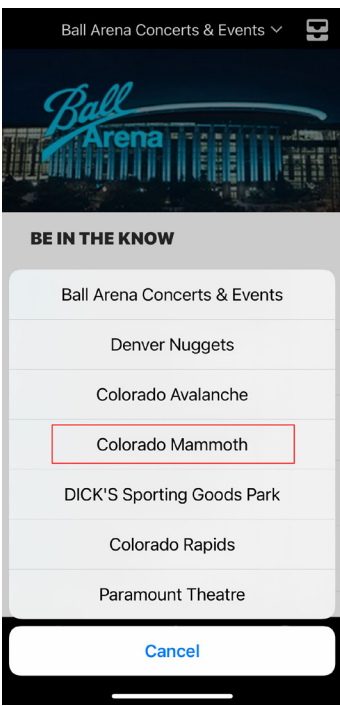 Ball Arena Concerts & Events
Ball
Arena
BE IN THE KNOW
Ball Arena Concerts & Events
Denver Nuggets
Colorado Avalanche
Colorado Mammoth
DICK'S Sporting Goods Park
Colorado Rapids
Paramount Theatre
Cancel